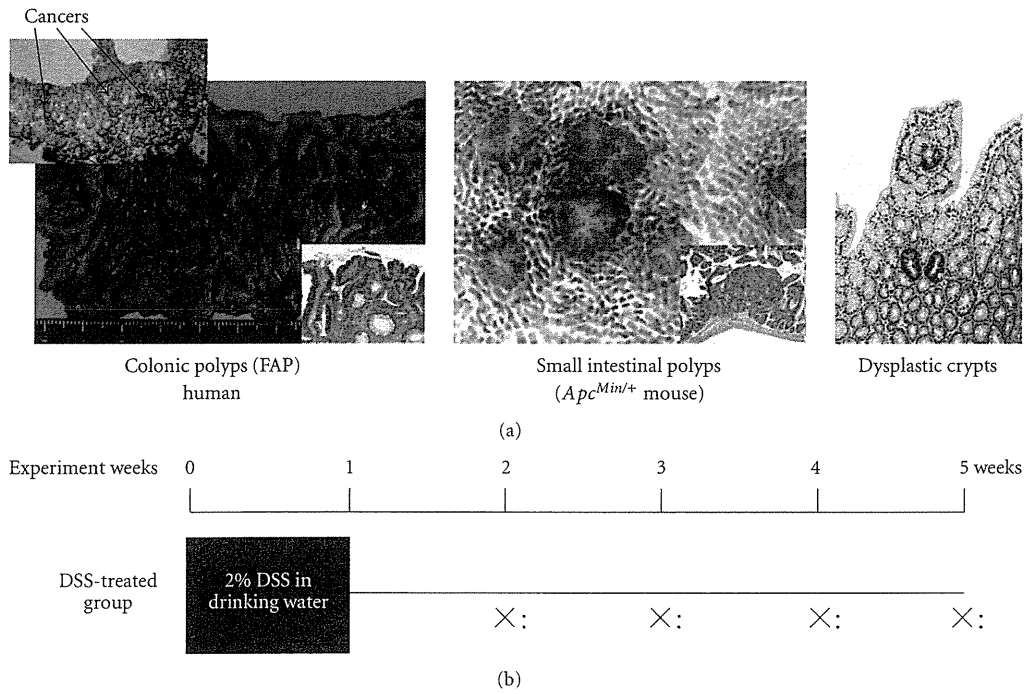 Cancers
Colonic polyps (FAP)
human
Small intestinal polyps
(Apc^Min/+ mouse)
Dysplastic crypts
(a)
Experiment weeks 0 1 2 3 4 5 weeks
DSS-treated
group
2% DSS in
drinking water
×: ×: ×: ×:
(b)